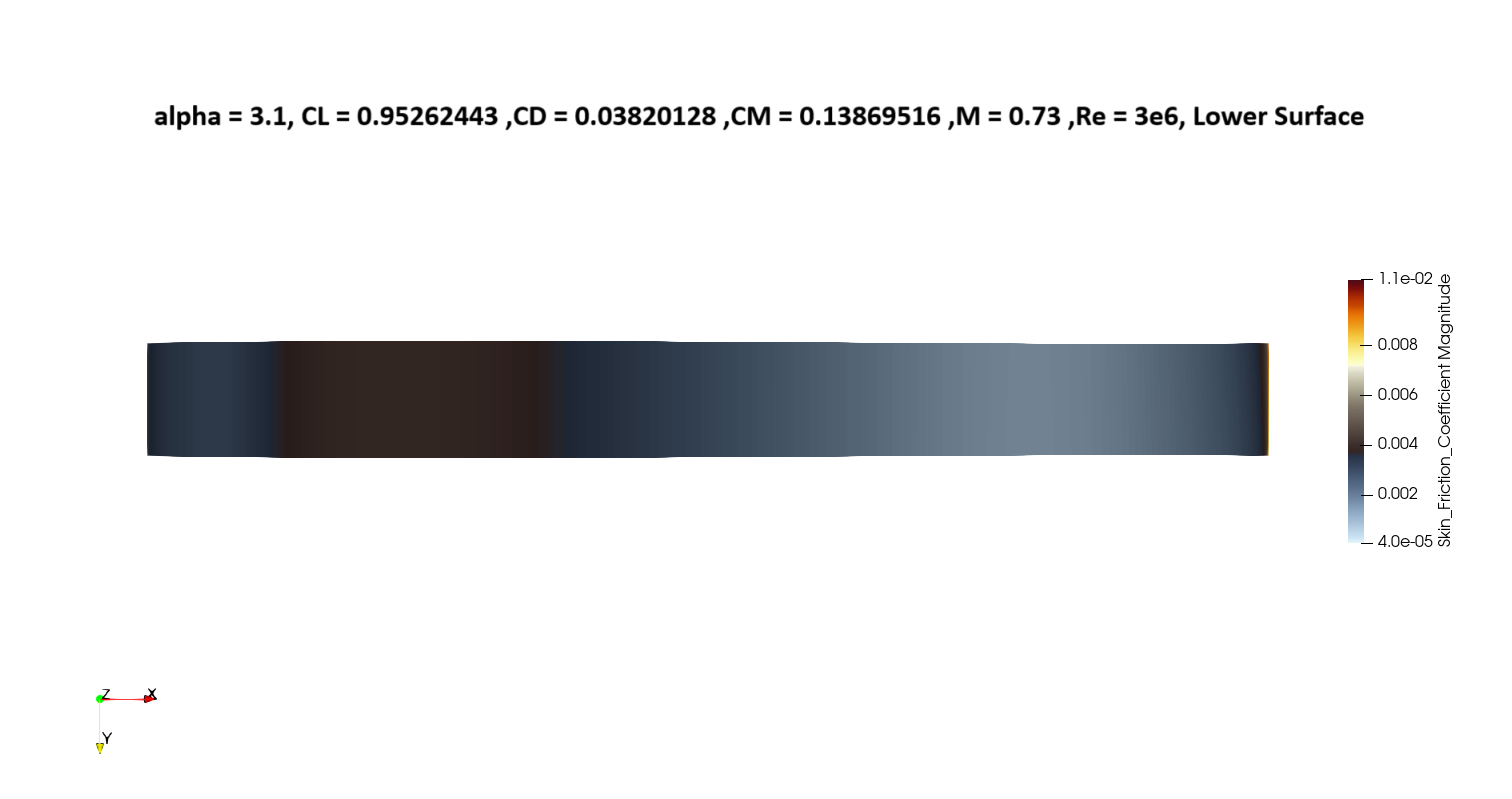 alpha = 3.1, CL = 0.95262443 ,CD = 0.03820128 ,CM = 0.13869516 ,M = 0.73 ,Re = 3e6, Lower Surface
1.1e-02
0.008
0.006
0.004
0.002
4.0e-05
Skin_Friction_Coefficient Magnitude
Z
X
Y